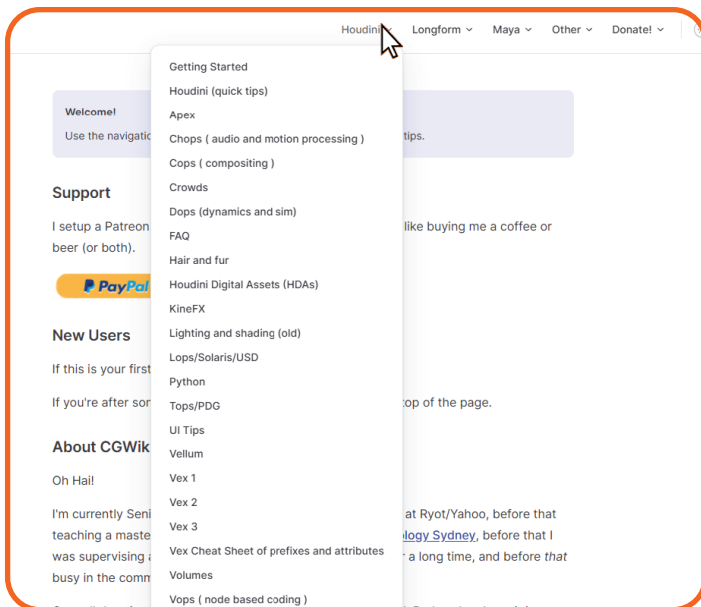 Houdini Longform Maya Other Donate!
Getting Started
Houdini (quick tips)
Apex
Chops ( audio and motion processing )
Cops ( compositing )
Crowds
Dops (dynamics and sim)
FAQ
Hair and fur
Houdini Digital Assets (HDAs)
KineFX
Lighting and shading (old)
Lops/Solaris/USD
Python
Tops/PDG
UI Tips
Vellum
Vex 1
Vex 2
Vex 3
Vex Cheat Sheet of prefixes and attributes
Volumes
Vops ( node based coding )
Welcome!
Use the navigatio tips.
Support
I setup a Patreon like buying me a coffee or
beer (or both).
PayPal
New Users
If this is your first
If you're after sor top of the page.
About CGWik
Oh Hai!
I'm currently Seni at Ryot/Yahoo, before that
teaching a maste ology Sydney, before that I
was supervising a long time, and before that
busy in the comm